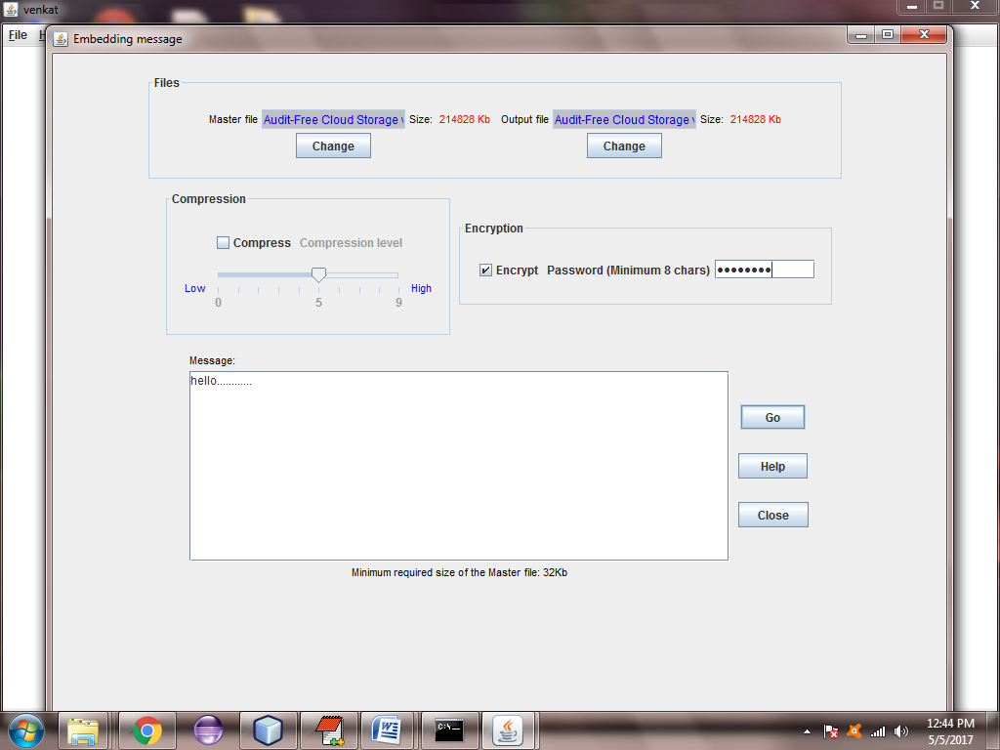 venkat
File H
Embedding message
Files
Master file Audit-Free Cloud Storage Size: 214828 Kb Output file Audit-Free Cloud Storage Size: 214828 Kb
Change Change
Compression
Compress Compression level
Low High
0 5 9
Encryption
Encrypt Password (Minimum 8 chars) ••••••••
Message:
hello............
Go
Help
Close
Minimum required size of the Master file: 32Kb
C:\-
12:44 PM
5/5/2017